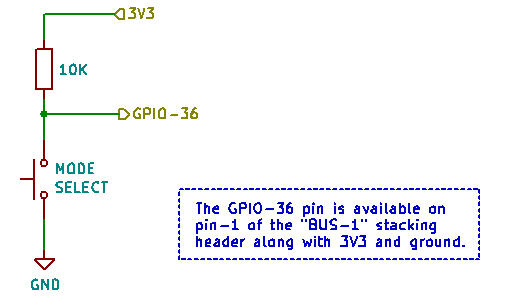 3V3
10K
GPIO-36
MODE
SELECT
The GPIO-36 pin is available on
pin-1 of the "BUS-1" stacking
header along with 3V3 and ground.
GND